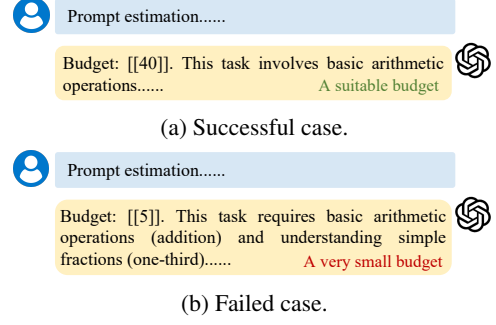 Prompt estimation......
Budget: [[40]]. This task involves basic arithmetic
operations...... A suitable budget
(a) Successful case.
Prompt estimation......
Budget: [[5]]. This task requires basic arithmetic
operations (addition) and understanding simple
fractions (one-third)...... A very small budget
(b) Failed case.